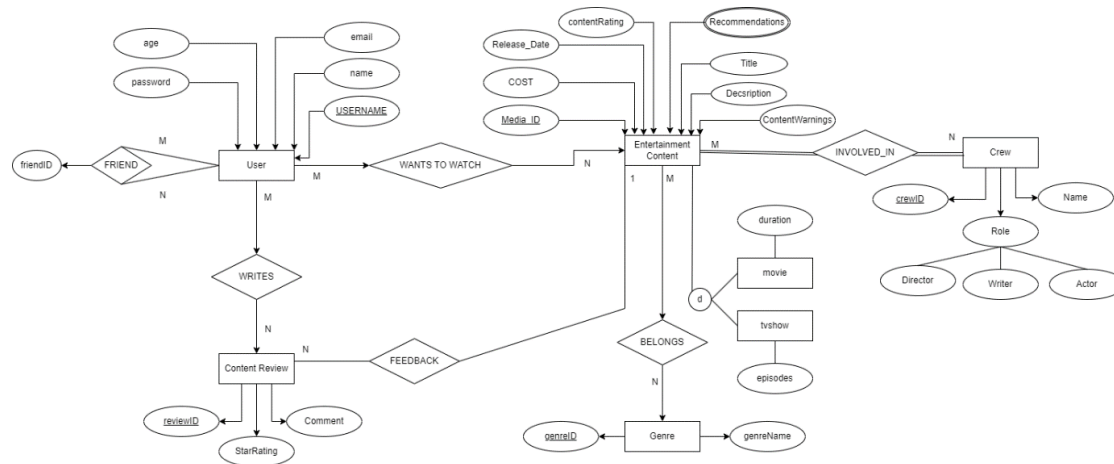 contentRating
Recommendations
age
email
Release_Date
Title
password
name
COST
Decsription
USERNAME
Media_ID
ContentWarnings
M
friendID
FRIEND
User
M
WANTS TO WATCH
N
Entertainment
Content
M
INVOLVED_IN
N
Crew
N
M
1
M
crewID
Name
Role
duration
WRITES
movie
Director
Writer
Actor
d
tvshow
N
N
FEEDBACK
BELONGS
Content Review
N
episodes
reviewID
Comment
StarRating
genreID
Genre
genreName